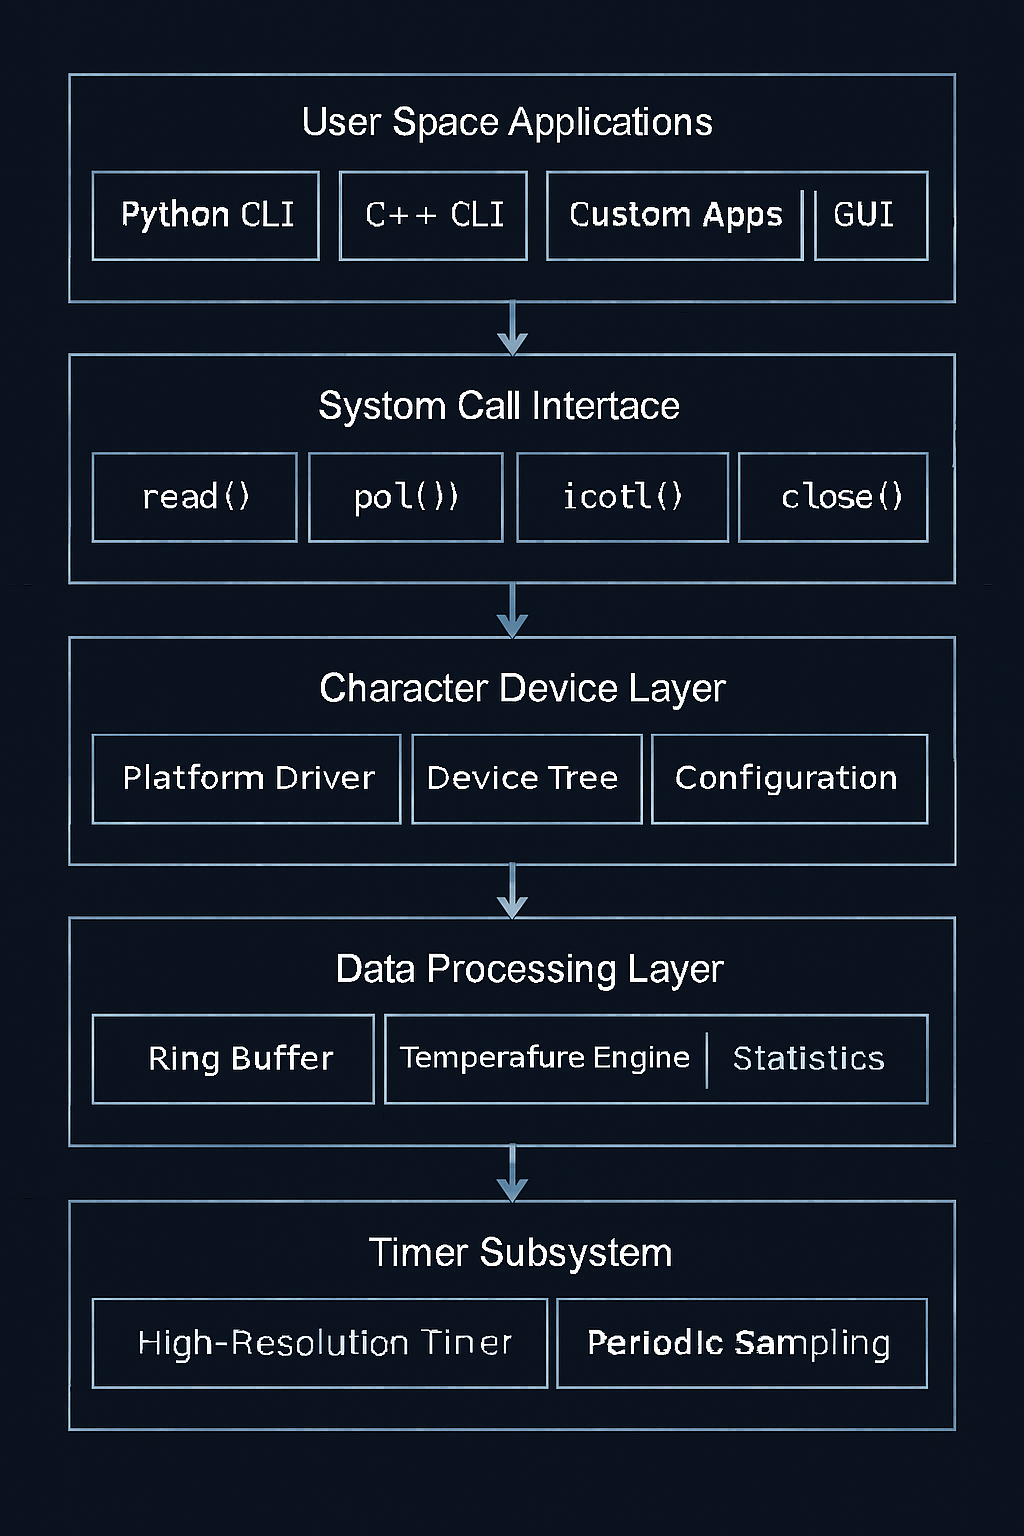 User Space Applications
Python CLI
C++ CLI
Custom Apps
GUI
Systom Call Intertace
read()
pol())
icotl()
close()
Character Device Layer
Platform Driver
Device Tree
Configuration
Data Processing Layer
Ring Buffer
Temperafure Engine
Statistics
Timer Subsystem
High-Resolution Tiner
Periodlc Sampling